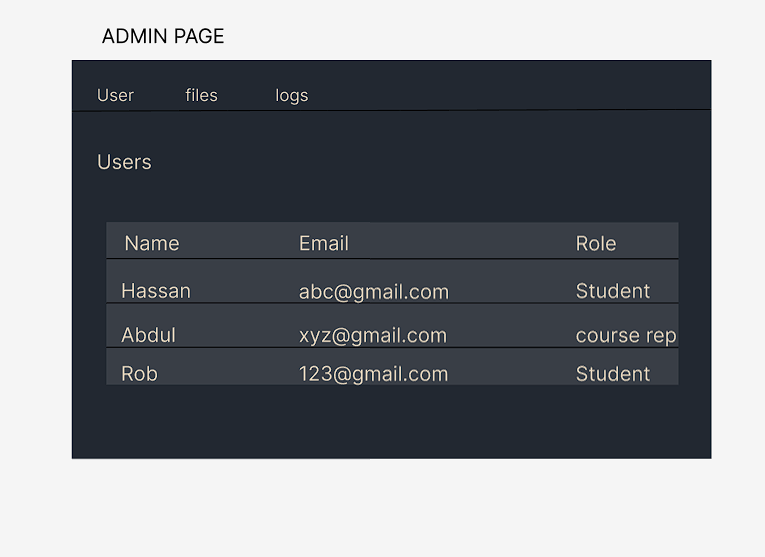 ADMIN PAGE
User files logs
Users
Name Email Role
Hassan abc@gmail.com Student
Abdul xyz@gmail.com course rep
Rob 123@gmail.com Student